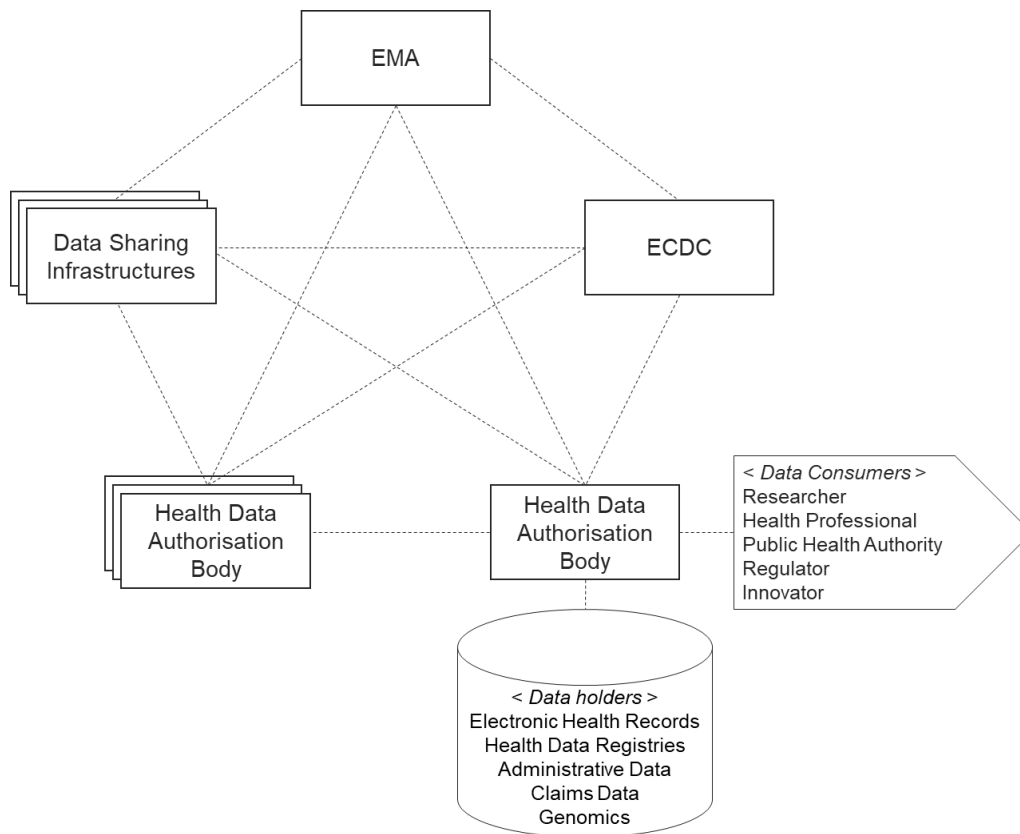 EMA
Data Sharing
Infrastructures
ECDC
Health Data
Authorisation
Body
Health Data
Authorisation
Body
< Data Consumers >
Researcher
Health Professional
Public Health Authority
Regulator
Innovator
< Data holders >
Electronic Health Records
Health Data Registries
Administrative Data
Claims Data
Genomics